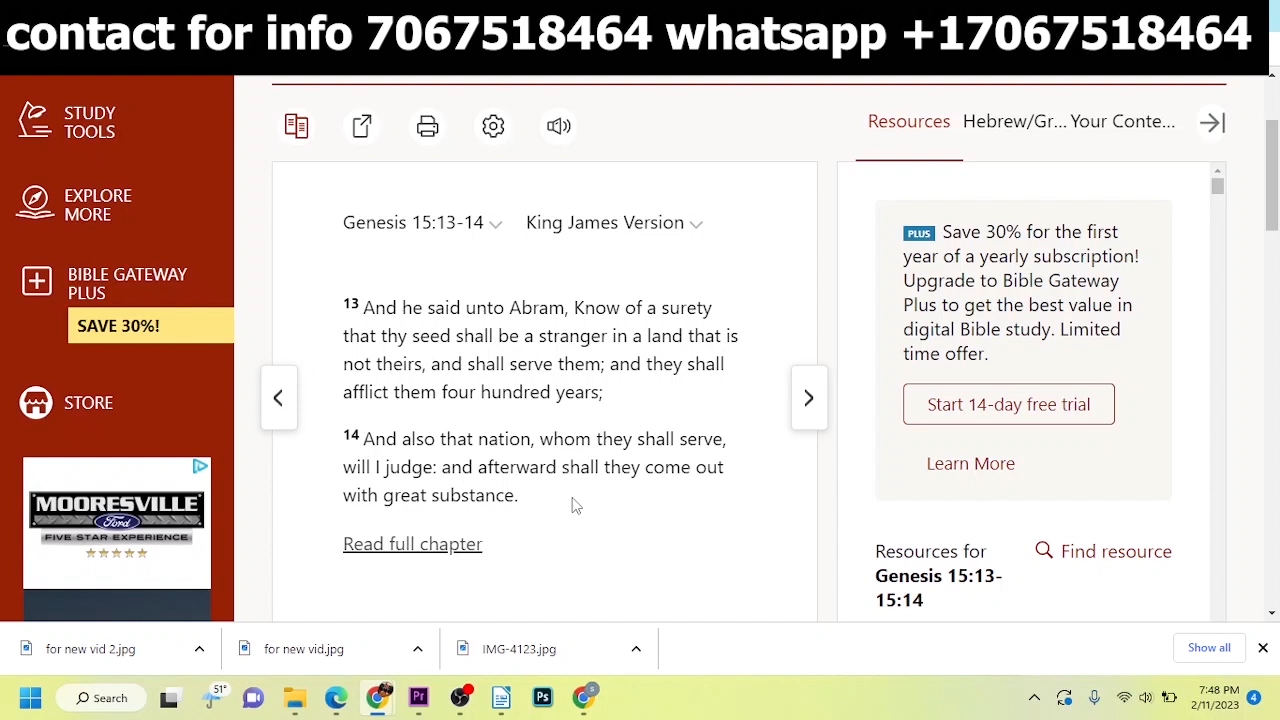 contact for info 7067518464 whatsapp +17067518464
STUDY
TOOLS
EXPLORE
MORE
BIBLE GATEWAY
PLUS
SAVE 30%!
STORE
MOORESVILLE
Ford
FIVE STAR EXPERIENCE
Resources Hebrew/Gr... Your Conte...
Genesis 15:13-14 King James Version
13 And he said unto Abram, Know of a surety
that thy seed shall be a stranger in a land that is
not theirs, and shall serve them; and they shall
afflict them four hundred years;
14 And also that nation, whom they shall serve,
will I judge: and afterward shall they come out
with great substance.
Read full chapter
PLUS Save 30% for the first
year of a yearly subscription!
Upgrade to Bible Gateway
Plus to get the best value in
digital Bible study. Limited
time offer.
Start 14-day free trial
Learn More
Resources for
Genesis 15:13-
15:14
Find resource
for new vid 2.jpg
for new vid.jpg
IMG-4123.jpg
Show all
Search
51°
Pr
Ps
S
7:48 PM
2/11/2023
4